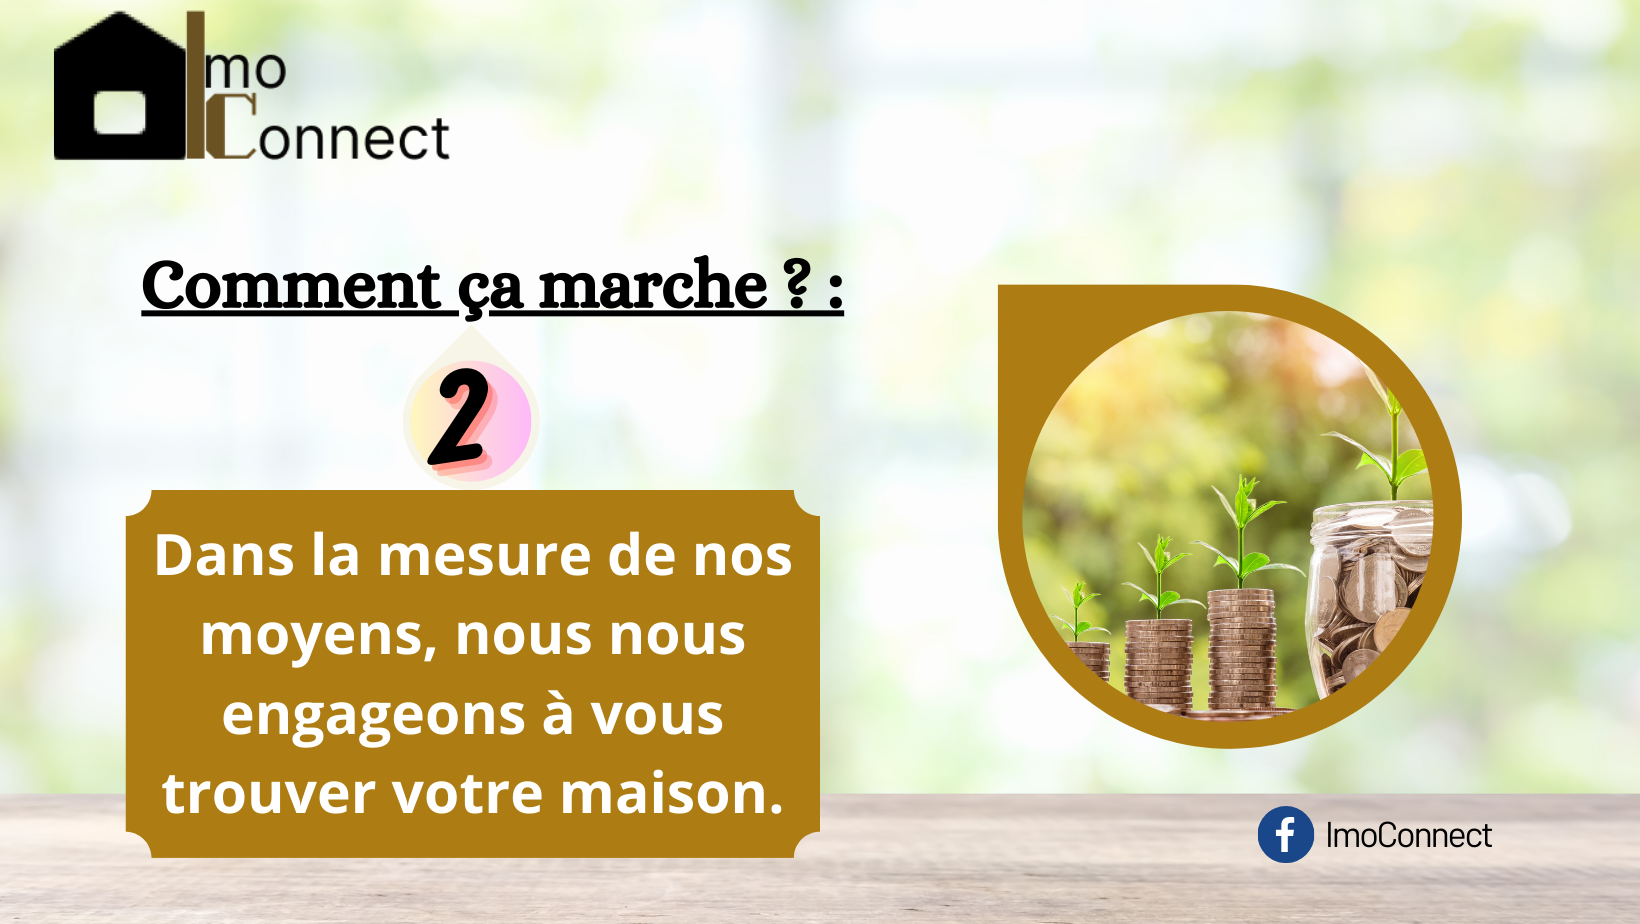 Imo
Connect
Comment ça marche ? :
2
Dans la mesure de nos
moyens, nous nous
engageons à vous
trouver votre maison.
f ImoConnect